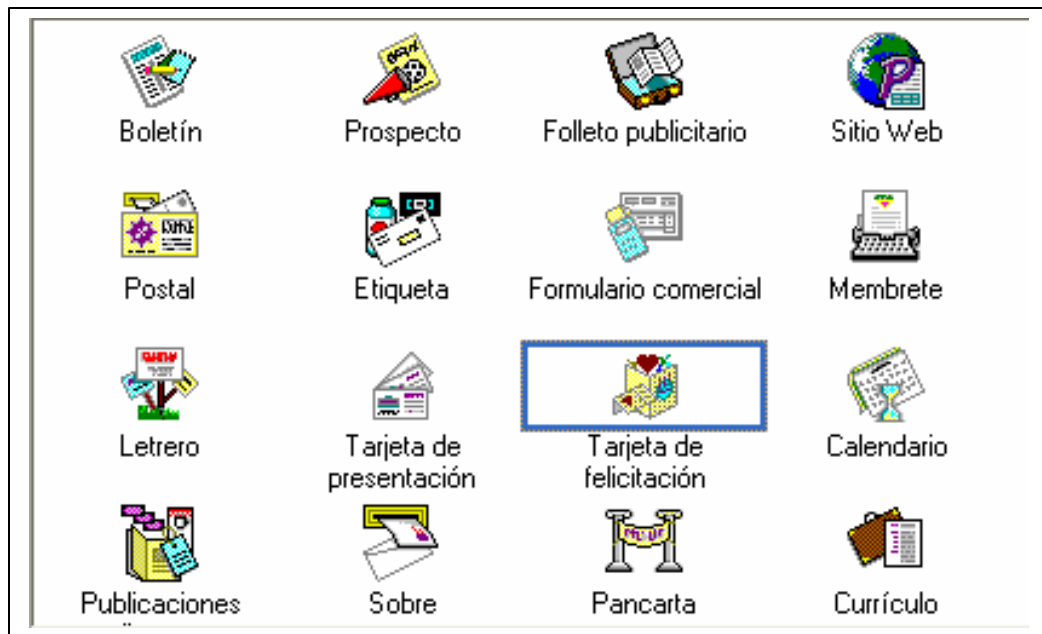 Boletín
Prospecto
Folleto publicitario
Sitio Web
Postal
Etiqueta
Formulario comercial
Membrete
Letrero
Tarjeta de
presentación
Tarjeta de
felicitación
Calendario
Publicaciones
Sobre
Pancarta
Currículo